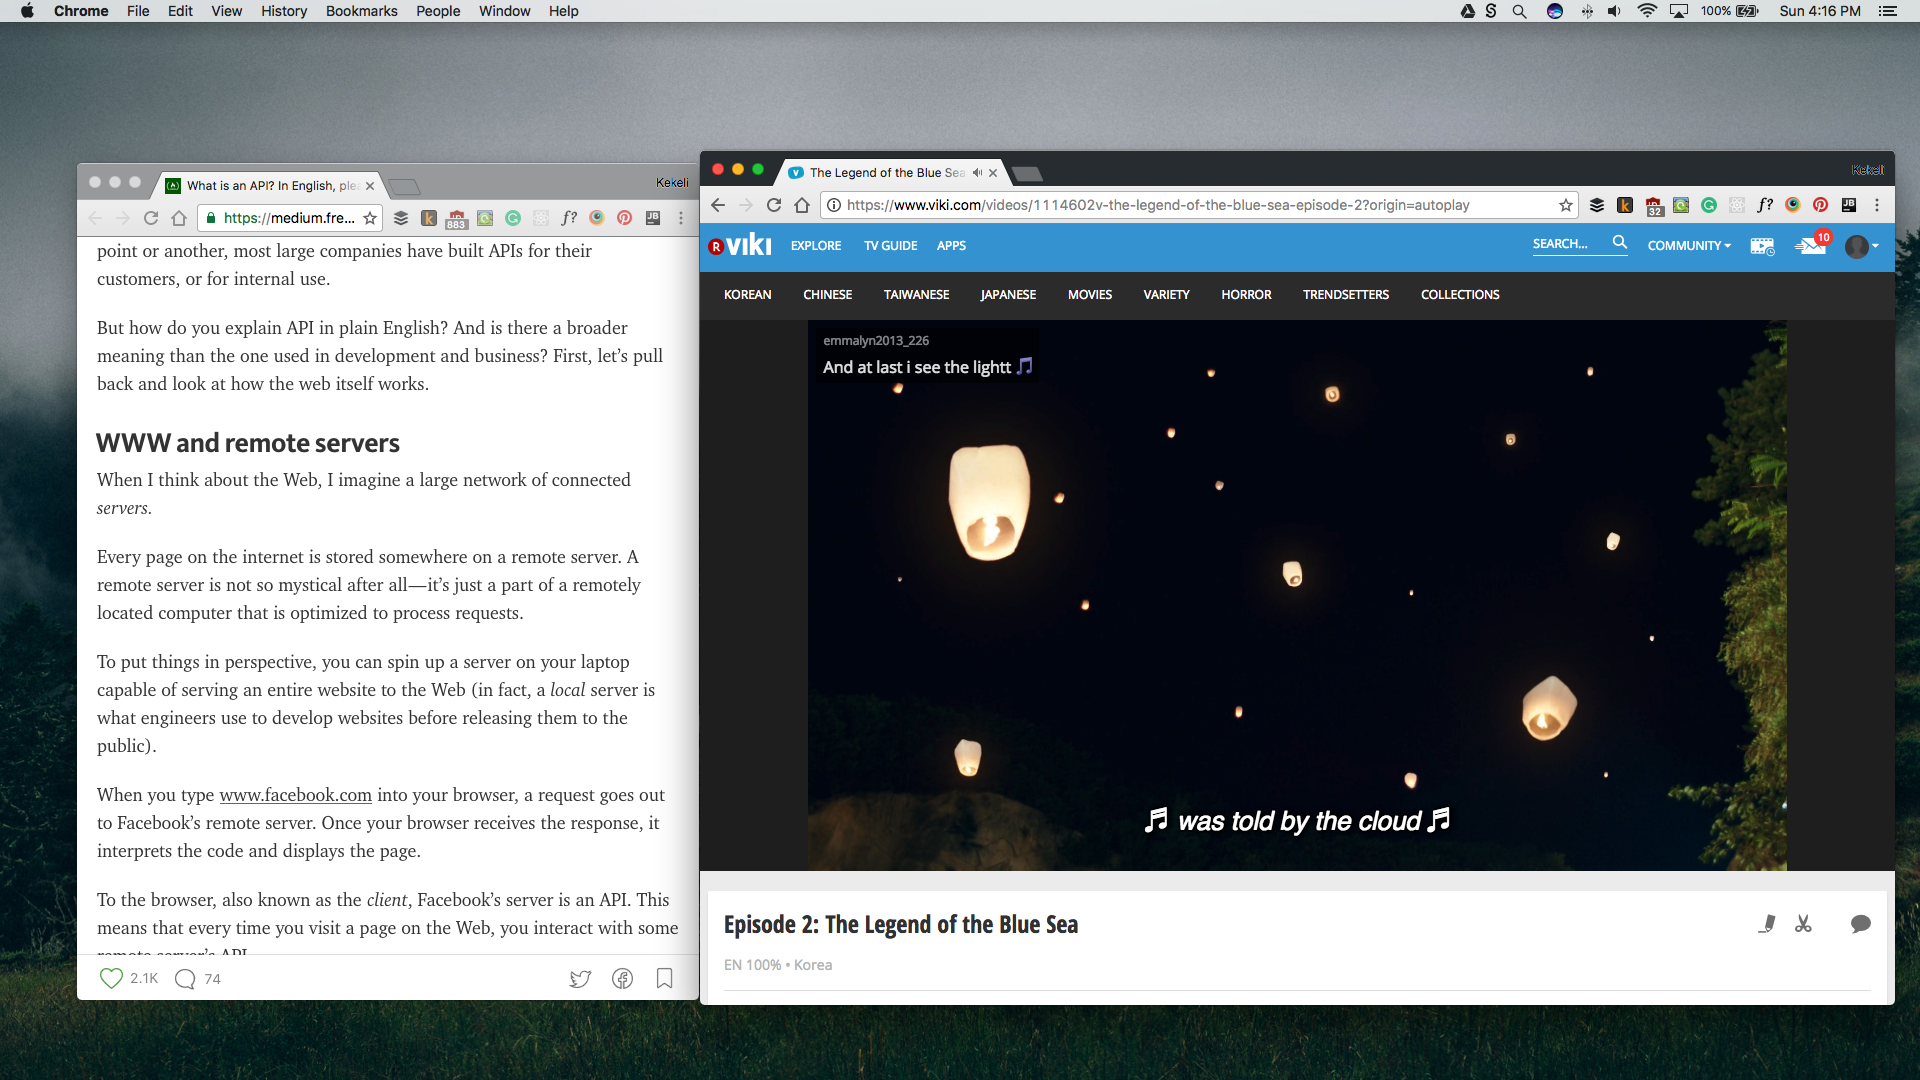 Chrome File Edit View History Bookmarks People Window Help
100% Sun 4:16 PM
What is an API? In English, plea
Kekeli
https://medium.fre...
883
f?
JB
point or another, most large companies have built APIs for their
customers, or for internal use.
But how do you explain API in plain English? And is there a broader
meaning than the one used in development and business? First, let’s pull
back and look at how the web itself works.
WWW and remote servers
When I think about the Web, I imagine a large network of connected
servers.
Every page on the internet is stored somewhere on a remote server. A
remote server is not so mystical after all—it’s just a part of a remotely
located computer that is optimized to process requests.
To put things in perspective, you can spin up a server on your laptop
capable of serving an entire website to the Web (in fact, a local server is
what engineers use to develop websites before releasing them to the
public).
When you type www.facebook.com into your browser, a request goes out
to Facebook’s remote server. Once your browser receives the response, it
interprets the code and displays the page.
To the browser, also known as the client, Facebook’s server is an API. This
means that every time you visit a page on the Web, you interact with some
remote server’s API
2.1K 74
The Legend of the Blue Sea
Kekeli
https://www.viki.com/videos/1114602v-the-legend-of-the-blue-sea-episode-2?origin=autoplay
32
f?
JB
R VIKI EXPLORE TV GUIDE APPS SEARCH... COMMUNITY 10
KOREAN CHINESE TAIWANESE JAPANESE MOVIES VARIETY HORROR TRENDSETTERS COLLECTIONS
emmalyn2013_226
And at last i see the lightt 🎵
♬ was told by the cloud ♬
Episode 2: The Legend of the Blue Sea
EN 100% • Korea